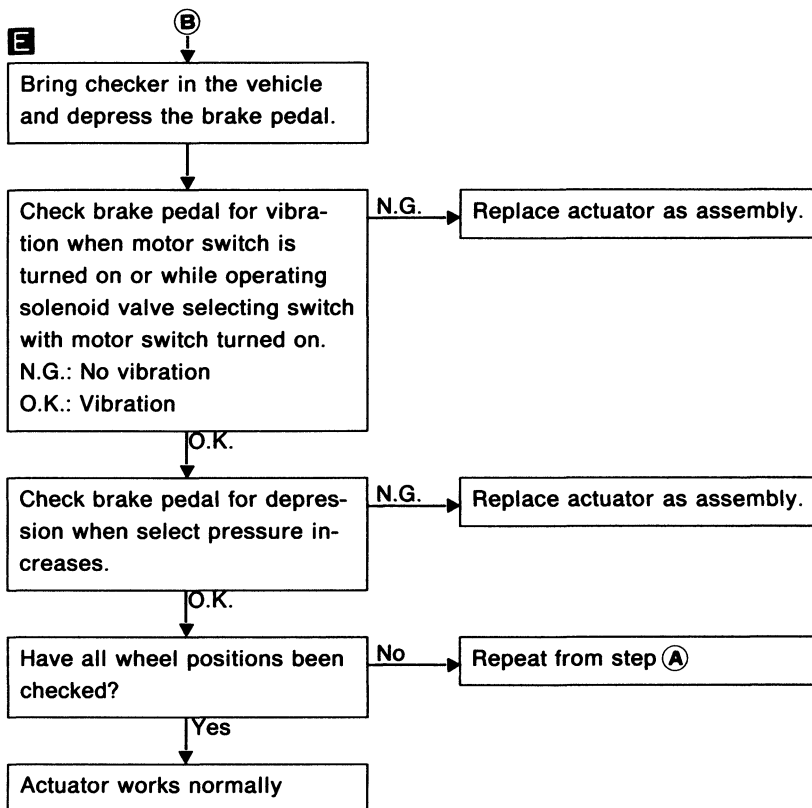 B
E
Bring checker in the vehicle
and depress the brake pedal.
Check brake pedal for vibra-
tion when motor switch is
turned on or while operating
solenoid valve selecting switch
with motor switch turned on.
N.G.: No vibration
O.K.: Vibration
N.G.
Replace actuator as assembly.
O.K.
Check brake pedal for depres-
sion when select pressure in-
creases.
N.G.
Replace actuator as assembly.
O.K.
Have all wheel positions been
checked?
No
Repeat from step A
Yes
Actuator works normally